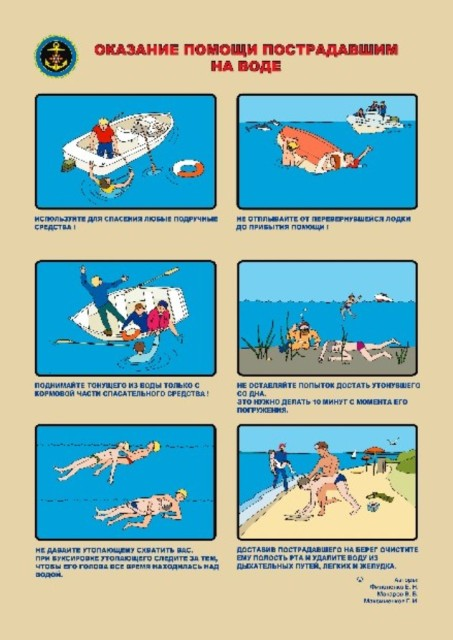 ОКАЗАНИЕ ПОМОЩИ ПОСТРАДАВШИМ
НА ВОДЕ
ИСПОЛЬЗУЙТЕ ДЛЯ СПАСЕНИЯ ЛЮБЫЕ ПОДРУЧНЫЕ
СРЕДСТВА !
НЕ ОТПЛЫВАЙТЕ ОТ ПЕРЕВЕРНУВШЕЙСЯ ЛОДКИ
ДО ПРИБЫТИЯ ПОМОЩИ !
ПОДНИМАЙТЕ ТОНУЩЕГО ИЗ ВОДЫ ТОЛЬКО С
КОРМОВОЙ ЧАСТИ СПАСАТЕЛЬНОГО СРЕДСТВА !
НЕ ОСТАВЛЯЙТЕ ПОПЫТОК ДОСТАТЬ УТОНУВШЕГО
СО ДНА.
ЭТО НУЖНО ДЕЛАТЬ 10 МИНУТ С МОМЕНТА ЕГО
ПОГРУЖЕНИЯ.
НЕ ДАВАЙТЕ УТОПАЮЩЕМУ СХВАТИТЬ ВАС.
ПРИ БУКСИРОВКЕ УТОПАЮЩЕГО СЛЕДИТЕ ЗА ТЕМ,
ЧТОБЫ ЕГО ГОЛОВА ВСЕ ВРЕМЯ НАХОДИЛАСЬ НАД
ВОДОЙ.
ДОСТАВИВ ПОСТРАДАВШЕГО НА БЕРЕГ ОЧИСТИТЕ
ЕМУ ПОЛОСТЬ РТА И УДАЛИТЕ ВОДУ ИЗ
ДЫХАТЕЛЬНЫХ ПУТЕЙ, ЛЕГКИХ И ЖЕЛУДКА.
Авторы
Макаров В. В.